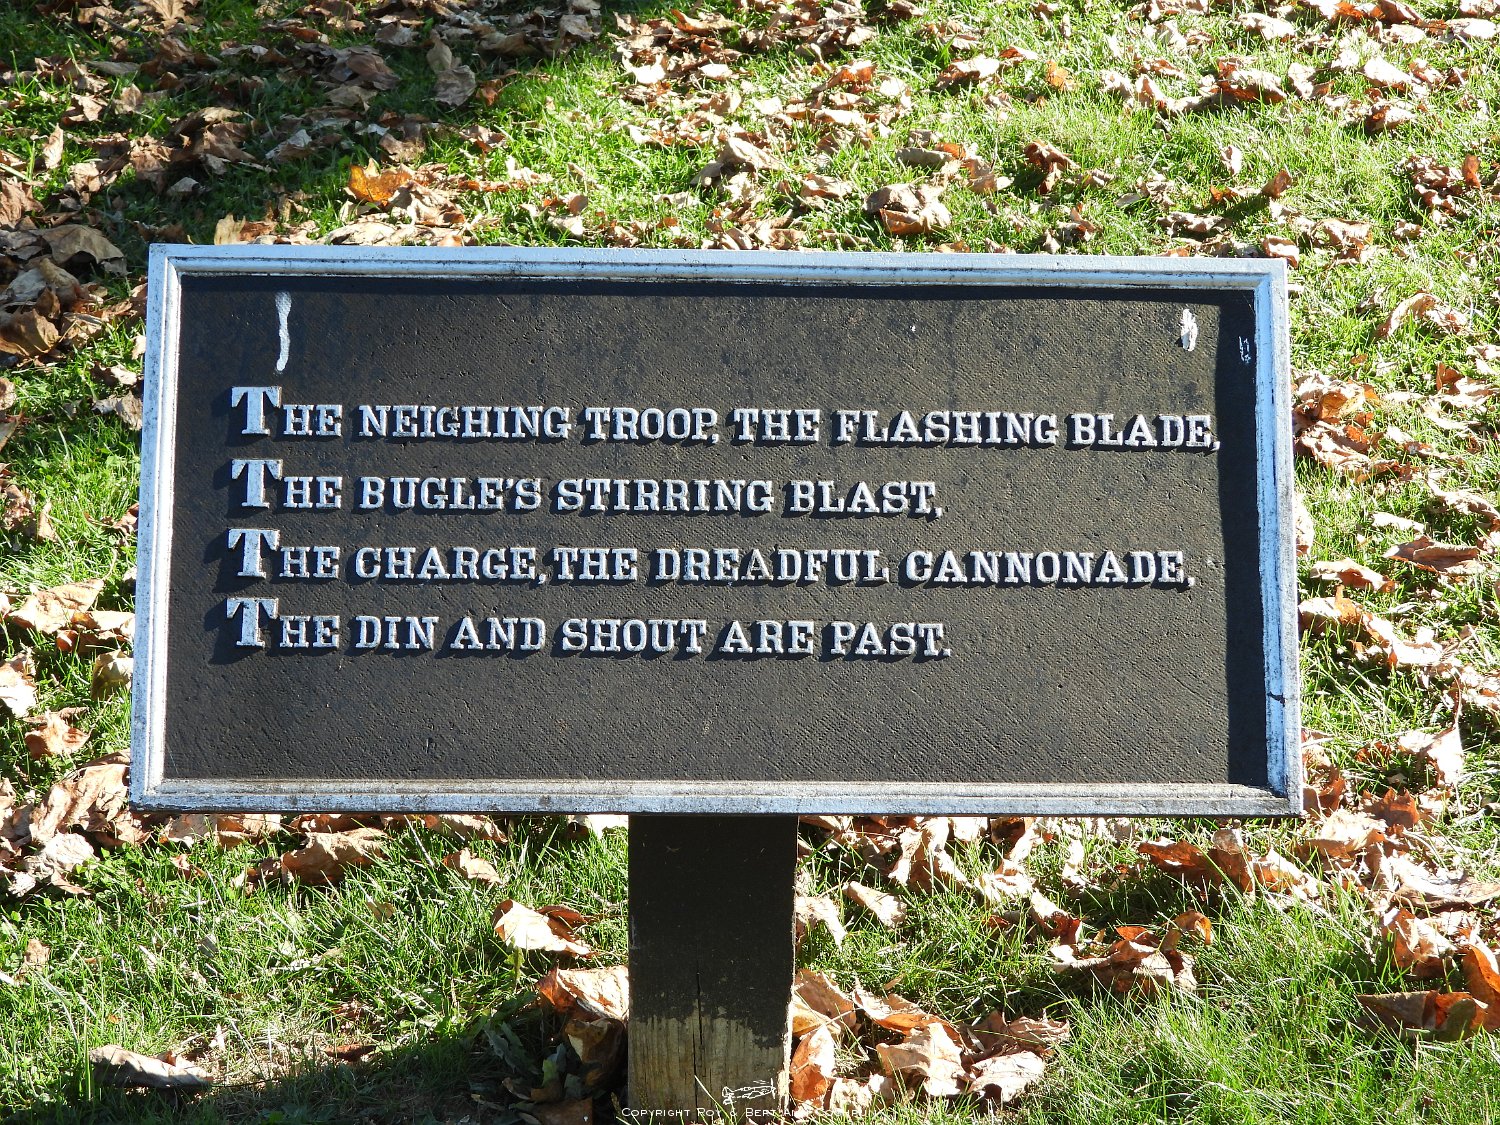 The neighing troop, the flashing blade,
The bugle's stirring blast,
The charge, the dreadful cannonade,
The din and shout are past.
Copyright Roy & Bert